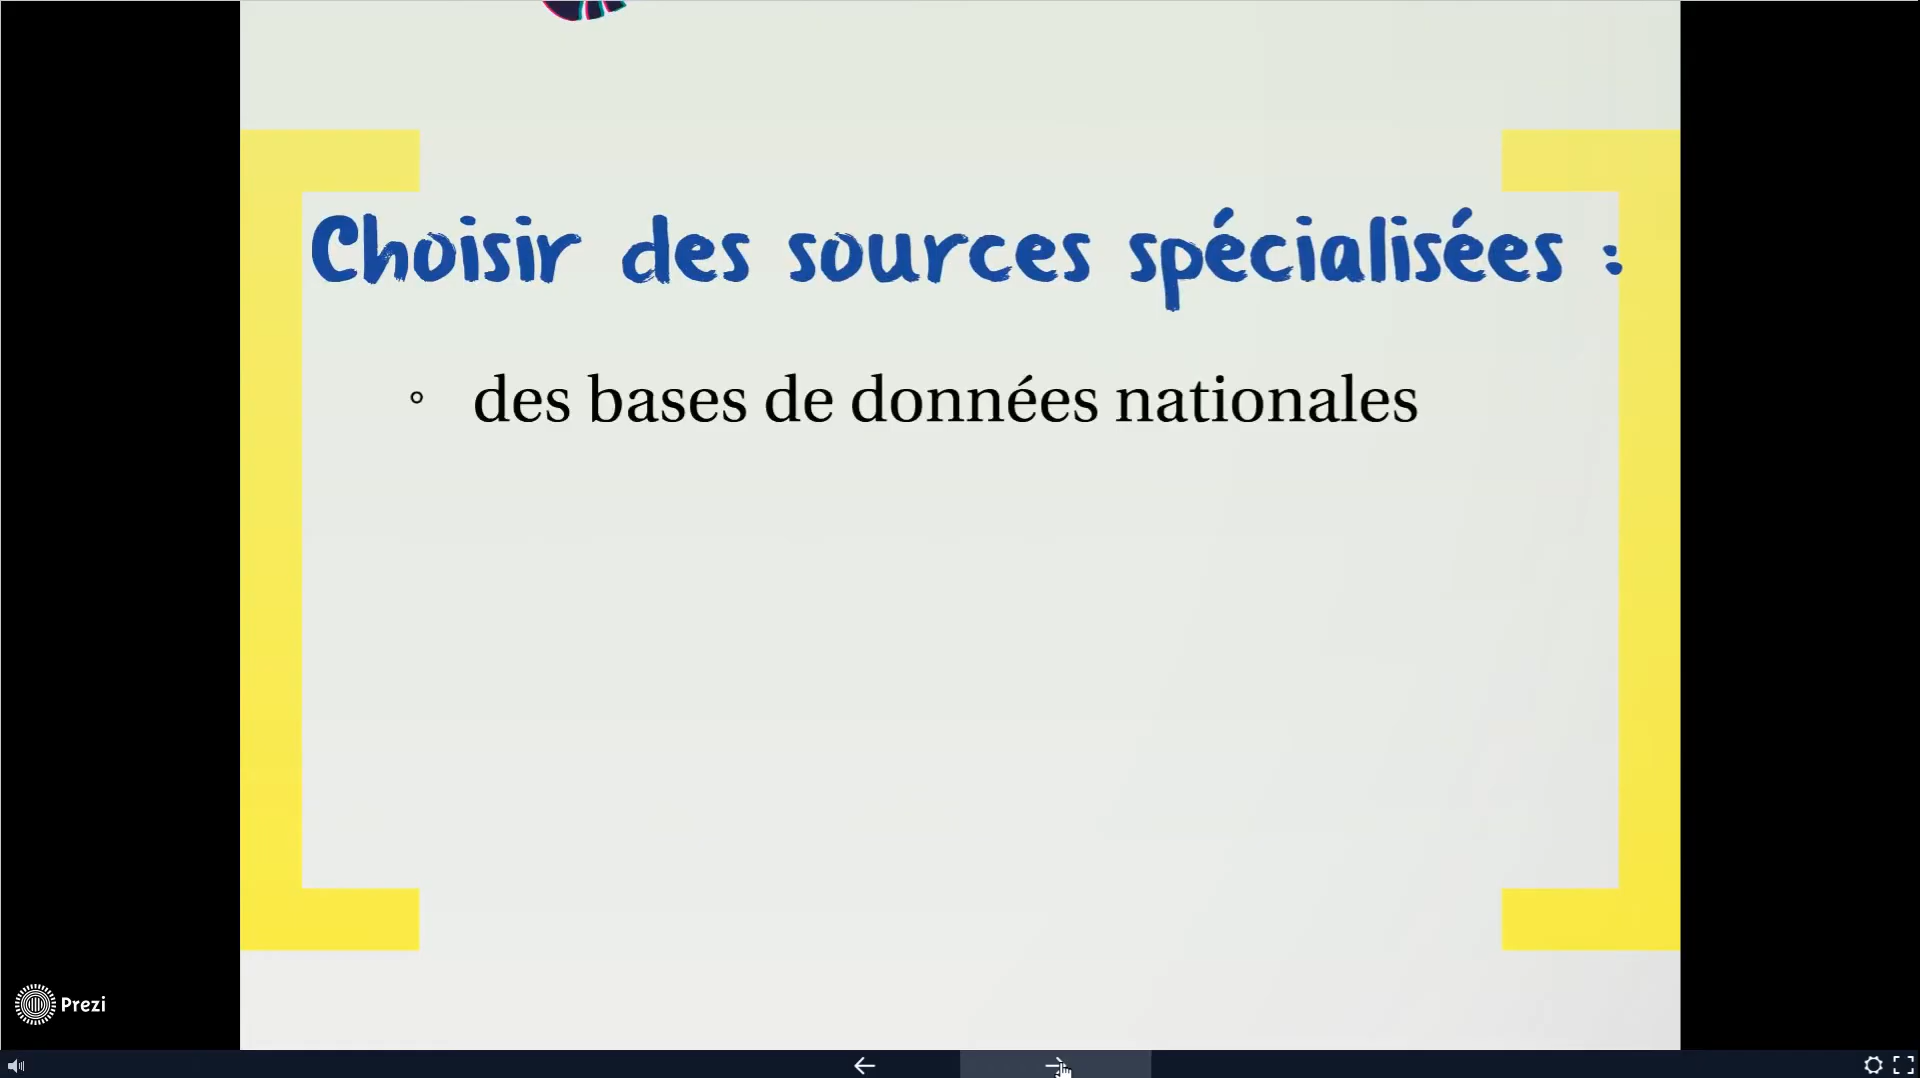 Choisir des sources spécialisées :
° des bases de données nationales
Prezi